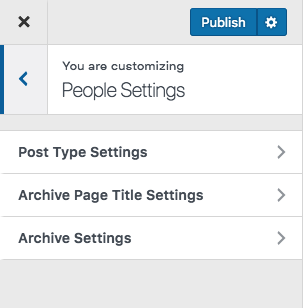 Publish
You are customizing
People Settings
Post Type Settings
Archive Page Title Settings
Archive Settings